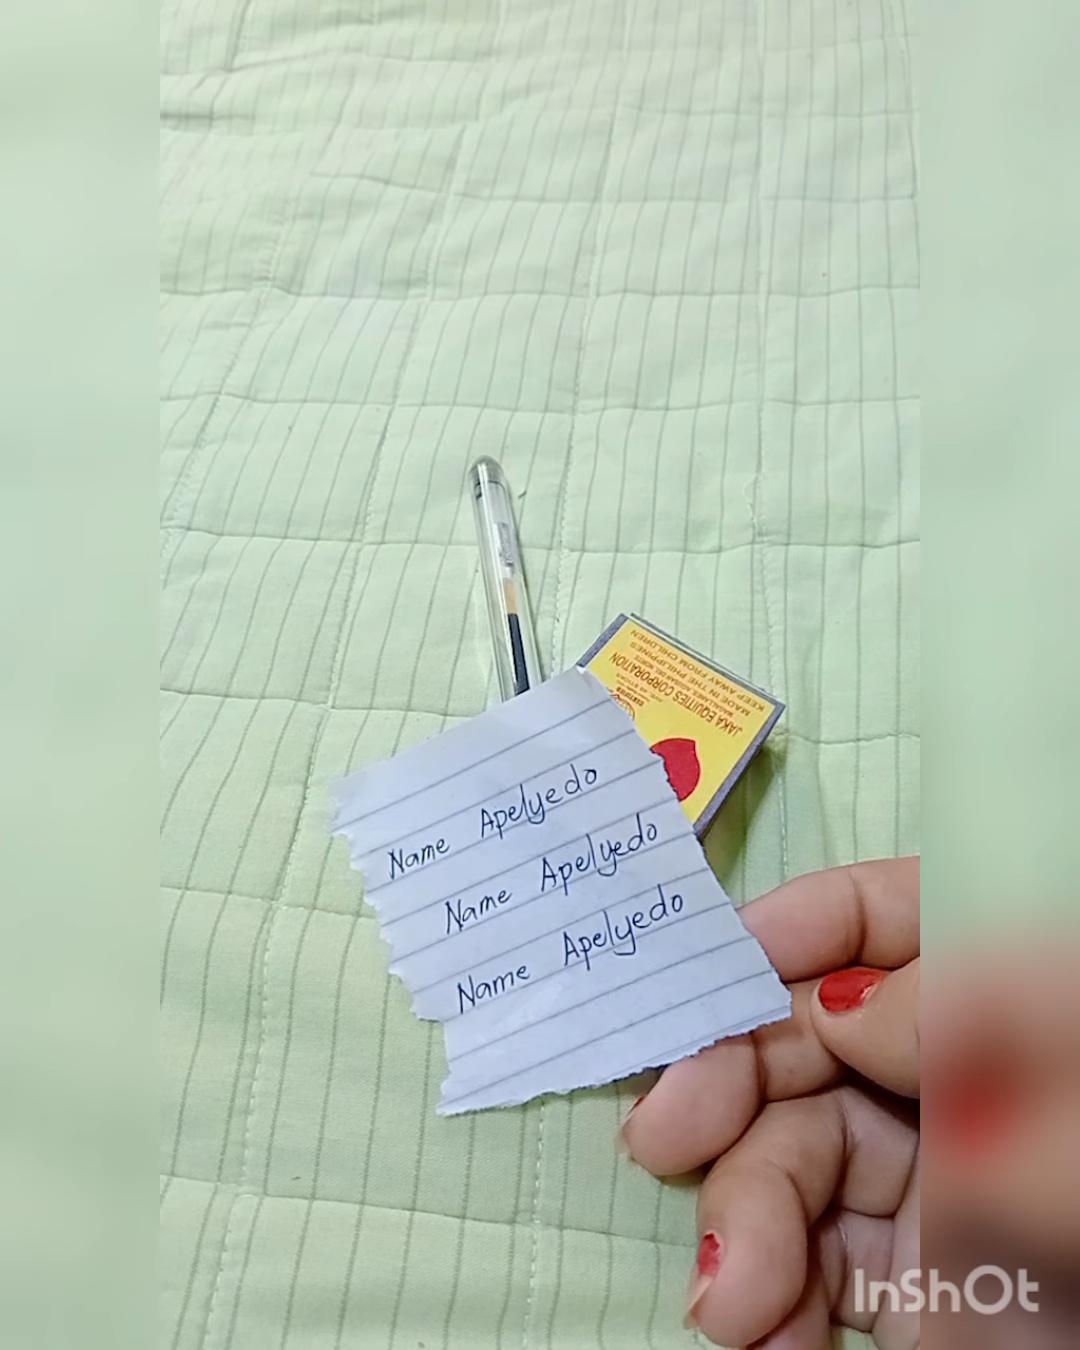 Name Apelyedo
Name Apelyedo
Name Apelyedo
JAKA EQUITIES CORPORATION
MADE IN THE PHILIPPINES
KEEP AWAY FROM CHILDREN
InShOt